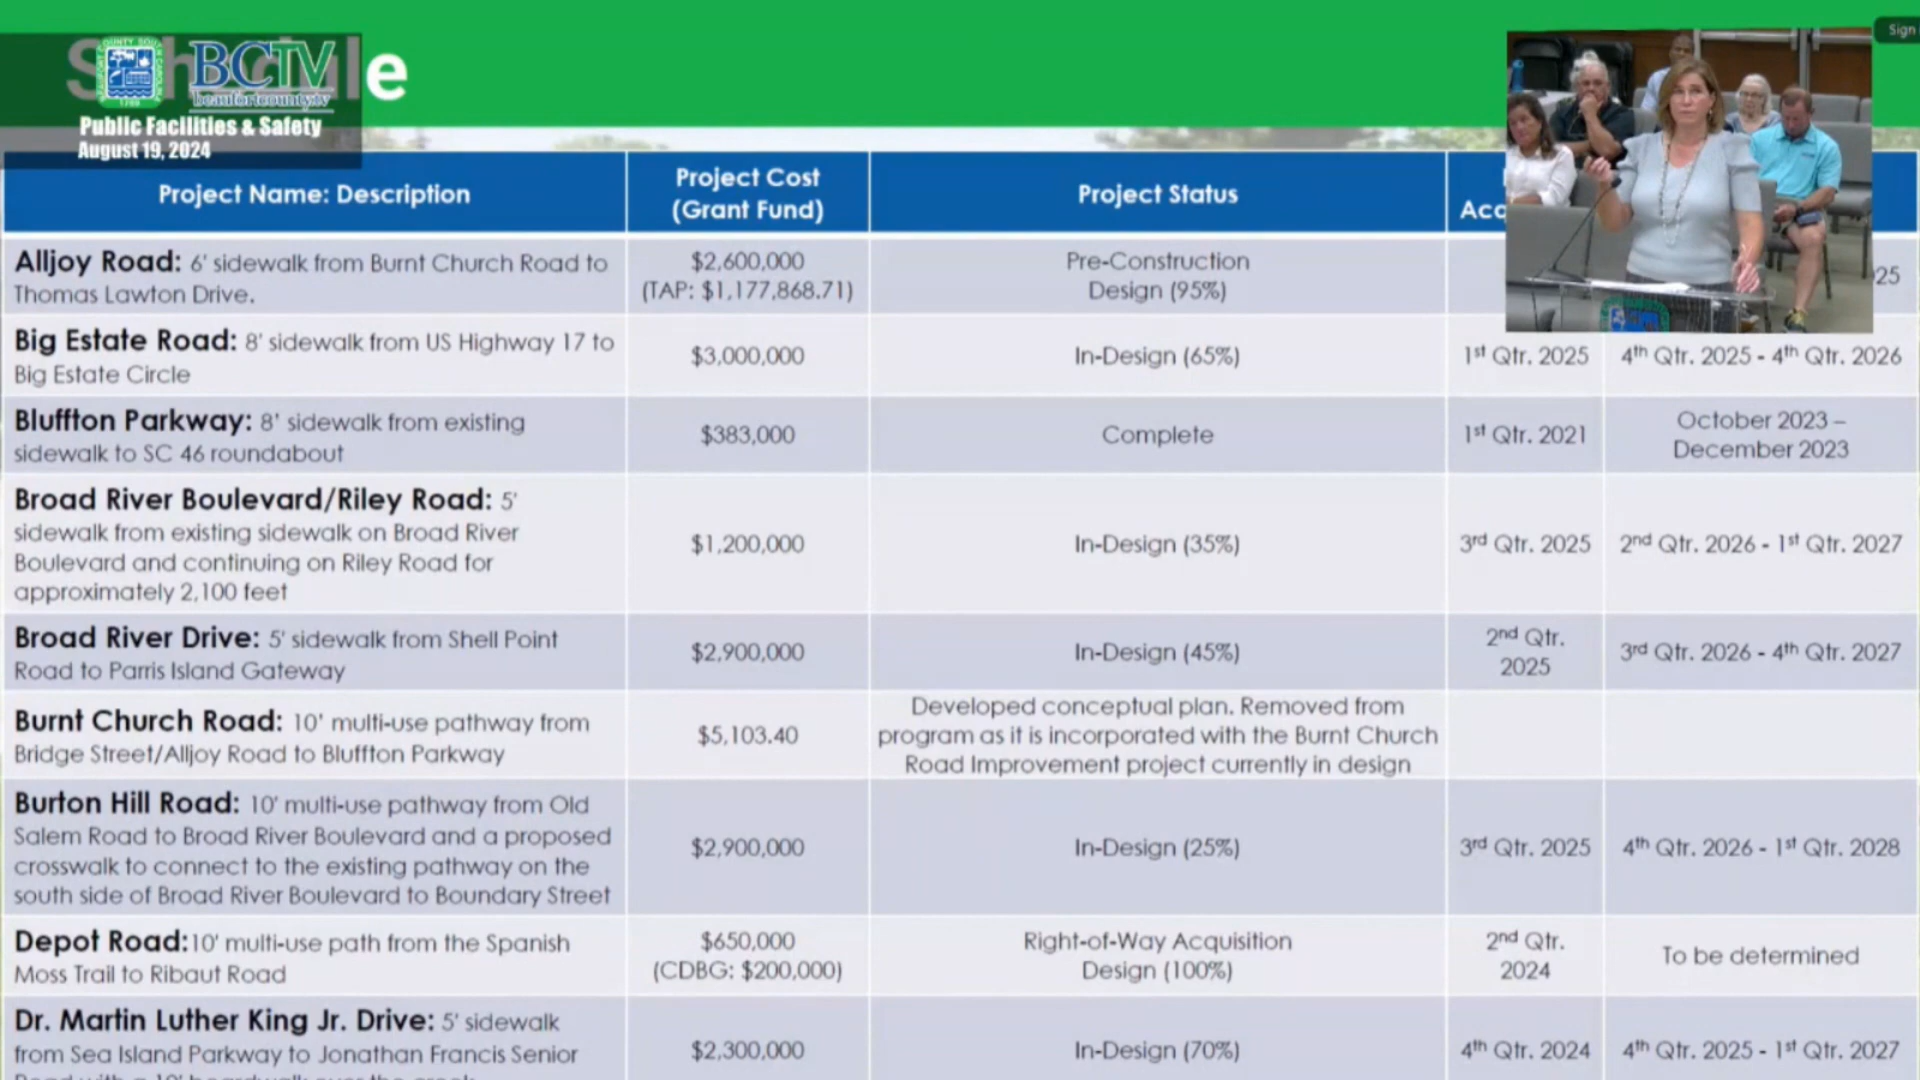 Sign
Schedule
BCTV
beaufortcounty.tv
1769
Public Facilities & Safety
August 19, 2024
Project Name: Description
Project Cost
(Grant Fund)
Project Status
Alljoy Road: 6' sidewalk from Burnt Church Road to
Thomas Lawton Drive.
$2,600,000
(TAP: $1,177,868.71)
Pre-Construction
Design (95%)
Big Estate Road: 8' sidewalk from US Highway 17 to
Big Estate Circle
$3,000,000
In-Design (65%)
1st Qtr. 2025
4th Qtr. 2025 - 4th Qtr. 2026
Bluffton Parkway: 8' sidewalk from existing
sidewalk to SC 46 roundabout
$383,000
Complete
1st Qtr. 2021
October 2023 –
December 2023
Broad River Boulevard/Riley Road: 5'
sidewalk from existing sidewalk on Broad River
Boulevard and continuing on Riley Road for
approximately 2,100 feet
$1,200,000
In-Design (35%)
3rd Qtr. 2025
2nd Qtr. 2026 - 1st Qtr. 2027
Broad River Drive: 5' sidewalk from Shell Point
Road to Parris Island Gateway
$2,900,000
In-Design (45%)
2nd Qtr.
2025
3rd Qtr. 2026 - 4th Qtr. 2027
Burnt Church Road: 10' multi-use pathway from
Bridge Street/Alljoy Road to Bluffton Parkway
$5,103.40
Developed conceptual plan. Removed from
program as it is incorporated with the Burnt Church
Road Improvement project currently in design
Burton Hill Road: 10' multi-use pathway from Old
Salem Road to Broad River Boulevard and a proposed
crosswalk to connect to the existing pathway on the
south side of Broad River Boulevard to Boundary Street
$2,900,000
In-Design (25%)
3rd Qtr. 2025
4th Qtr. 2026 - 1st Qtr. 2028
Depot Road:10' multi-use path from the Spanish
Moss Trail to Ribaut Road
$650,000
(CDBG: $200,000)
Right-of-Way Acquisition
Design (100%)
2nd Qtr.
2024
To be determined
Dr. Martin Luther King Jr. Drive: 5' sidewalk
from Sea Island Parkway to Jonathan Francis Senior
Road with a 10' boardwalk over the creek
$2,300,000
In-Design (70%)
4th Qtr. 2024
4th Qtr. 2025 - 1st Qtr. 2027